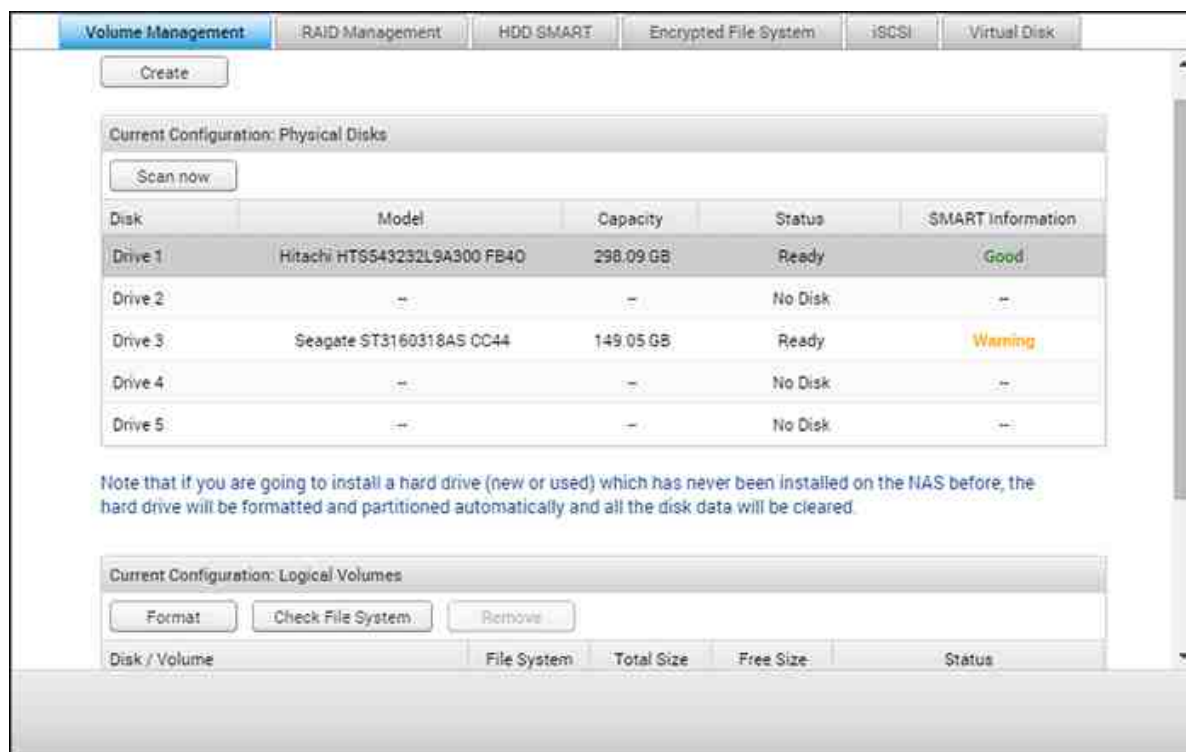 Volume Management RAID Management HDD SMART Encrypted File System iSCSI Virtual Disk
Create
Current Configuration: Physical Disks
Scan now
Disk Model Capacity Status SMART Information
Drive 1 Hitachi HTS543232L9A300 FB4O 298.09 GB Ready Good
Drive 2 -- -- No Disk --
Drive 3 Seagate ST3160318AS CC44 149.05 GB Ready Warning
Drive 4 -- -- No Disk --
Drive 5 -- -- No Disk --
Note that if you are going to install a hard drive (new or used) which has never been installed on the NAS before, the
hard drive will be formatted and partitioned automatically and all the disk data will be cleared.
Current Configuration: Logical Volumes
Format Check File System Remove
Disk / Volume File System Total Size Free Size Status